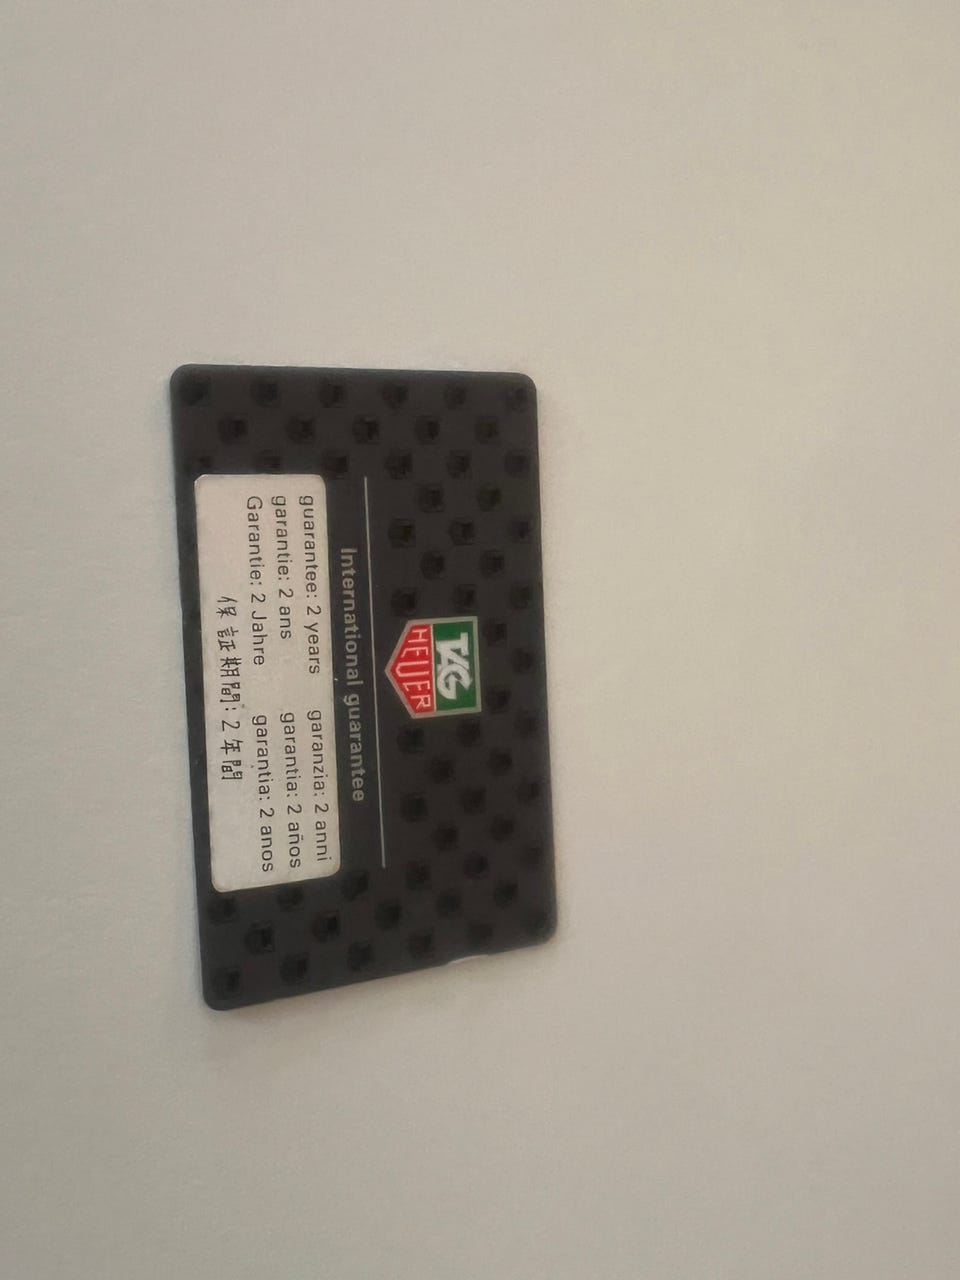 TAG
HEUER
International guarantee
guarantee: 2 years garanzia: 2 anni
garantie: 2 ans garantia: 2 años
Garantie: 2 Jahre garantia: 2 anos
保証期間: 2年間